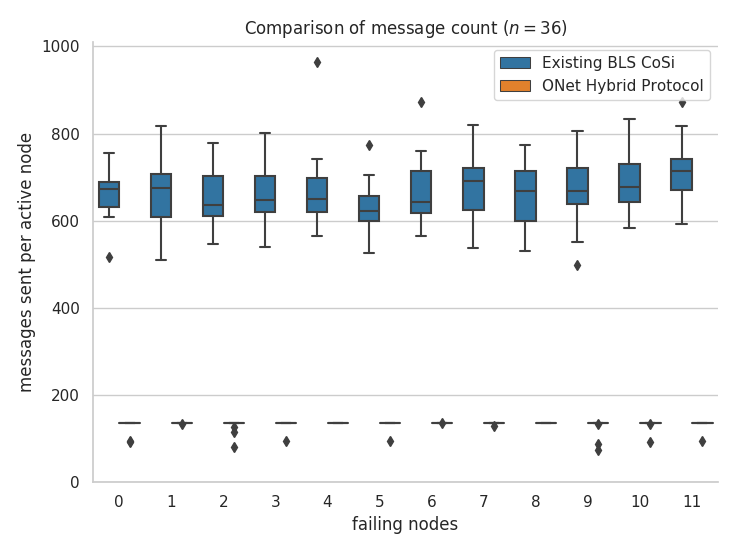 Comparison of message count (n = 36)
Existing BLS CoSi
ONet Hybrid Protocol
messages sent per active node
1000
800
600
400
200
0
0 1 2 3 4 5 6 7 8 9 10 11
failing nodes